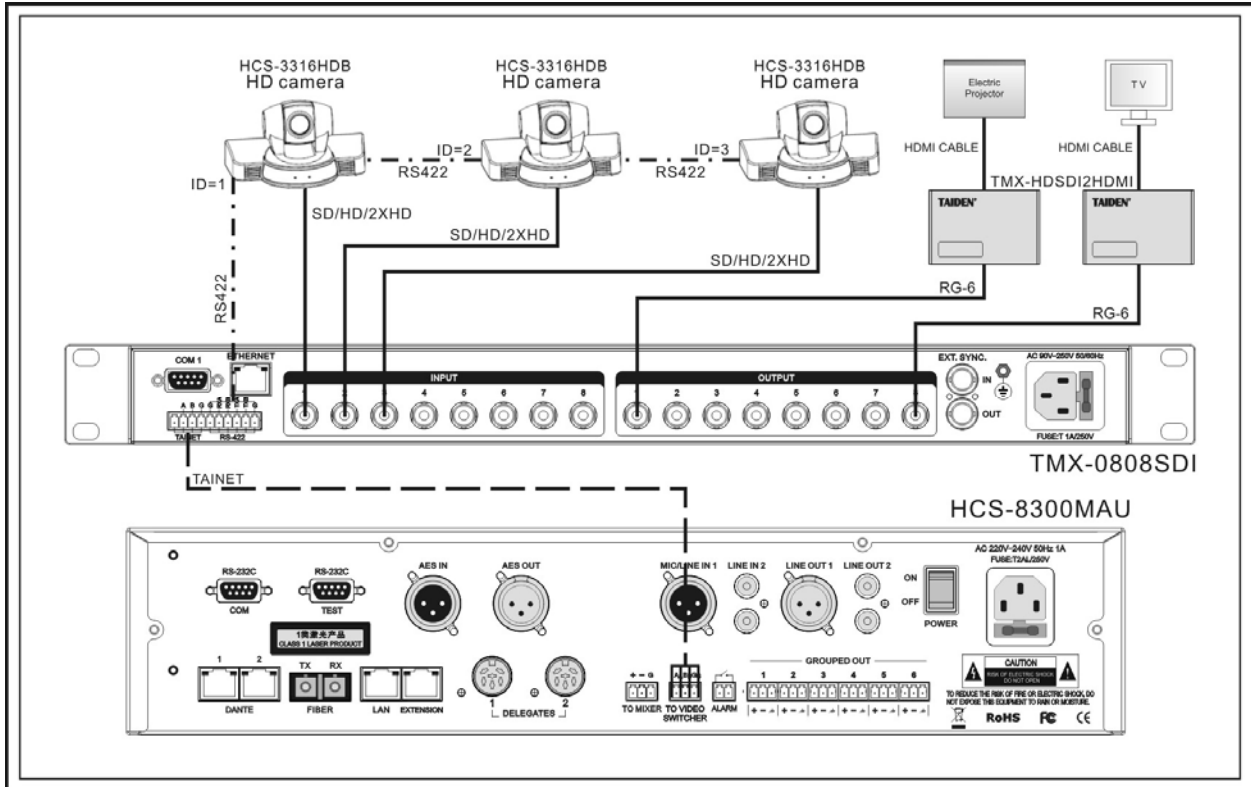 HCS-3316HDB
HD camera
HCS-3316HDB
HD camera
HCS-3316HDB
HD camera
Electric
Projector
TV
ID=1
ID=2
RS422
ID=3
RS422
HDMI CABLE
HDMI CABLE
TMX-HDSDI2HDMI
TAIDEN®
TAIDEN®
SD/HD/2XHD
SD/HD/2XHD
SD/HD/2XHD
RG-6
RG-6
RS422
COM 1
ETHERNET
A B G G
G
TAINET
RS-422
INPUT
1 2 3 4 5 6 7 8
OUTPUT
2 3 4 5 6 7
EXT. SYNC.
IN
OUT
AC 90V~250V 50/60Hz
FUSE:T 1A/250V
TMX-0808SDI
TAINET
HCS-8300MAU
RS-232C
COM
RS-232C
TEST
AES IN
AES OUT
MIC/LINE IN 1
LINE IN 2
LINE OUT 1
LINE OUT 2
ON
OFF
POWER
AC 220V~240V 50Hz 1A
FUSE:T2AL/250V
1类激光产品
CLASS 1 LASER PRODUCT
1 2
DANTE
TX RX
FIBER
LAN
EXTENSION
1 DELEGATES 2
+ − G
TO MIXER
TO VIDEO
SWITCHER
ALARM
GROUPED OUT
1 2 3 4 5 6
+ −
+ −
+ −
+ −
+ −
+ −
CAUTION
RISK OF ELECTRIC SHOCK
DO NOT OPEN
TO REDUCE THE RISK OF FIRE OR ELECTRIC SHOCK, DO
NOT EXPOSE THIS EQUIPMENT TO RAIN OR MOISTURE.
RoHS FC CE